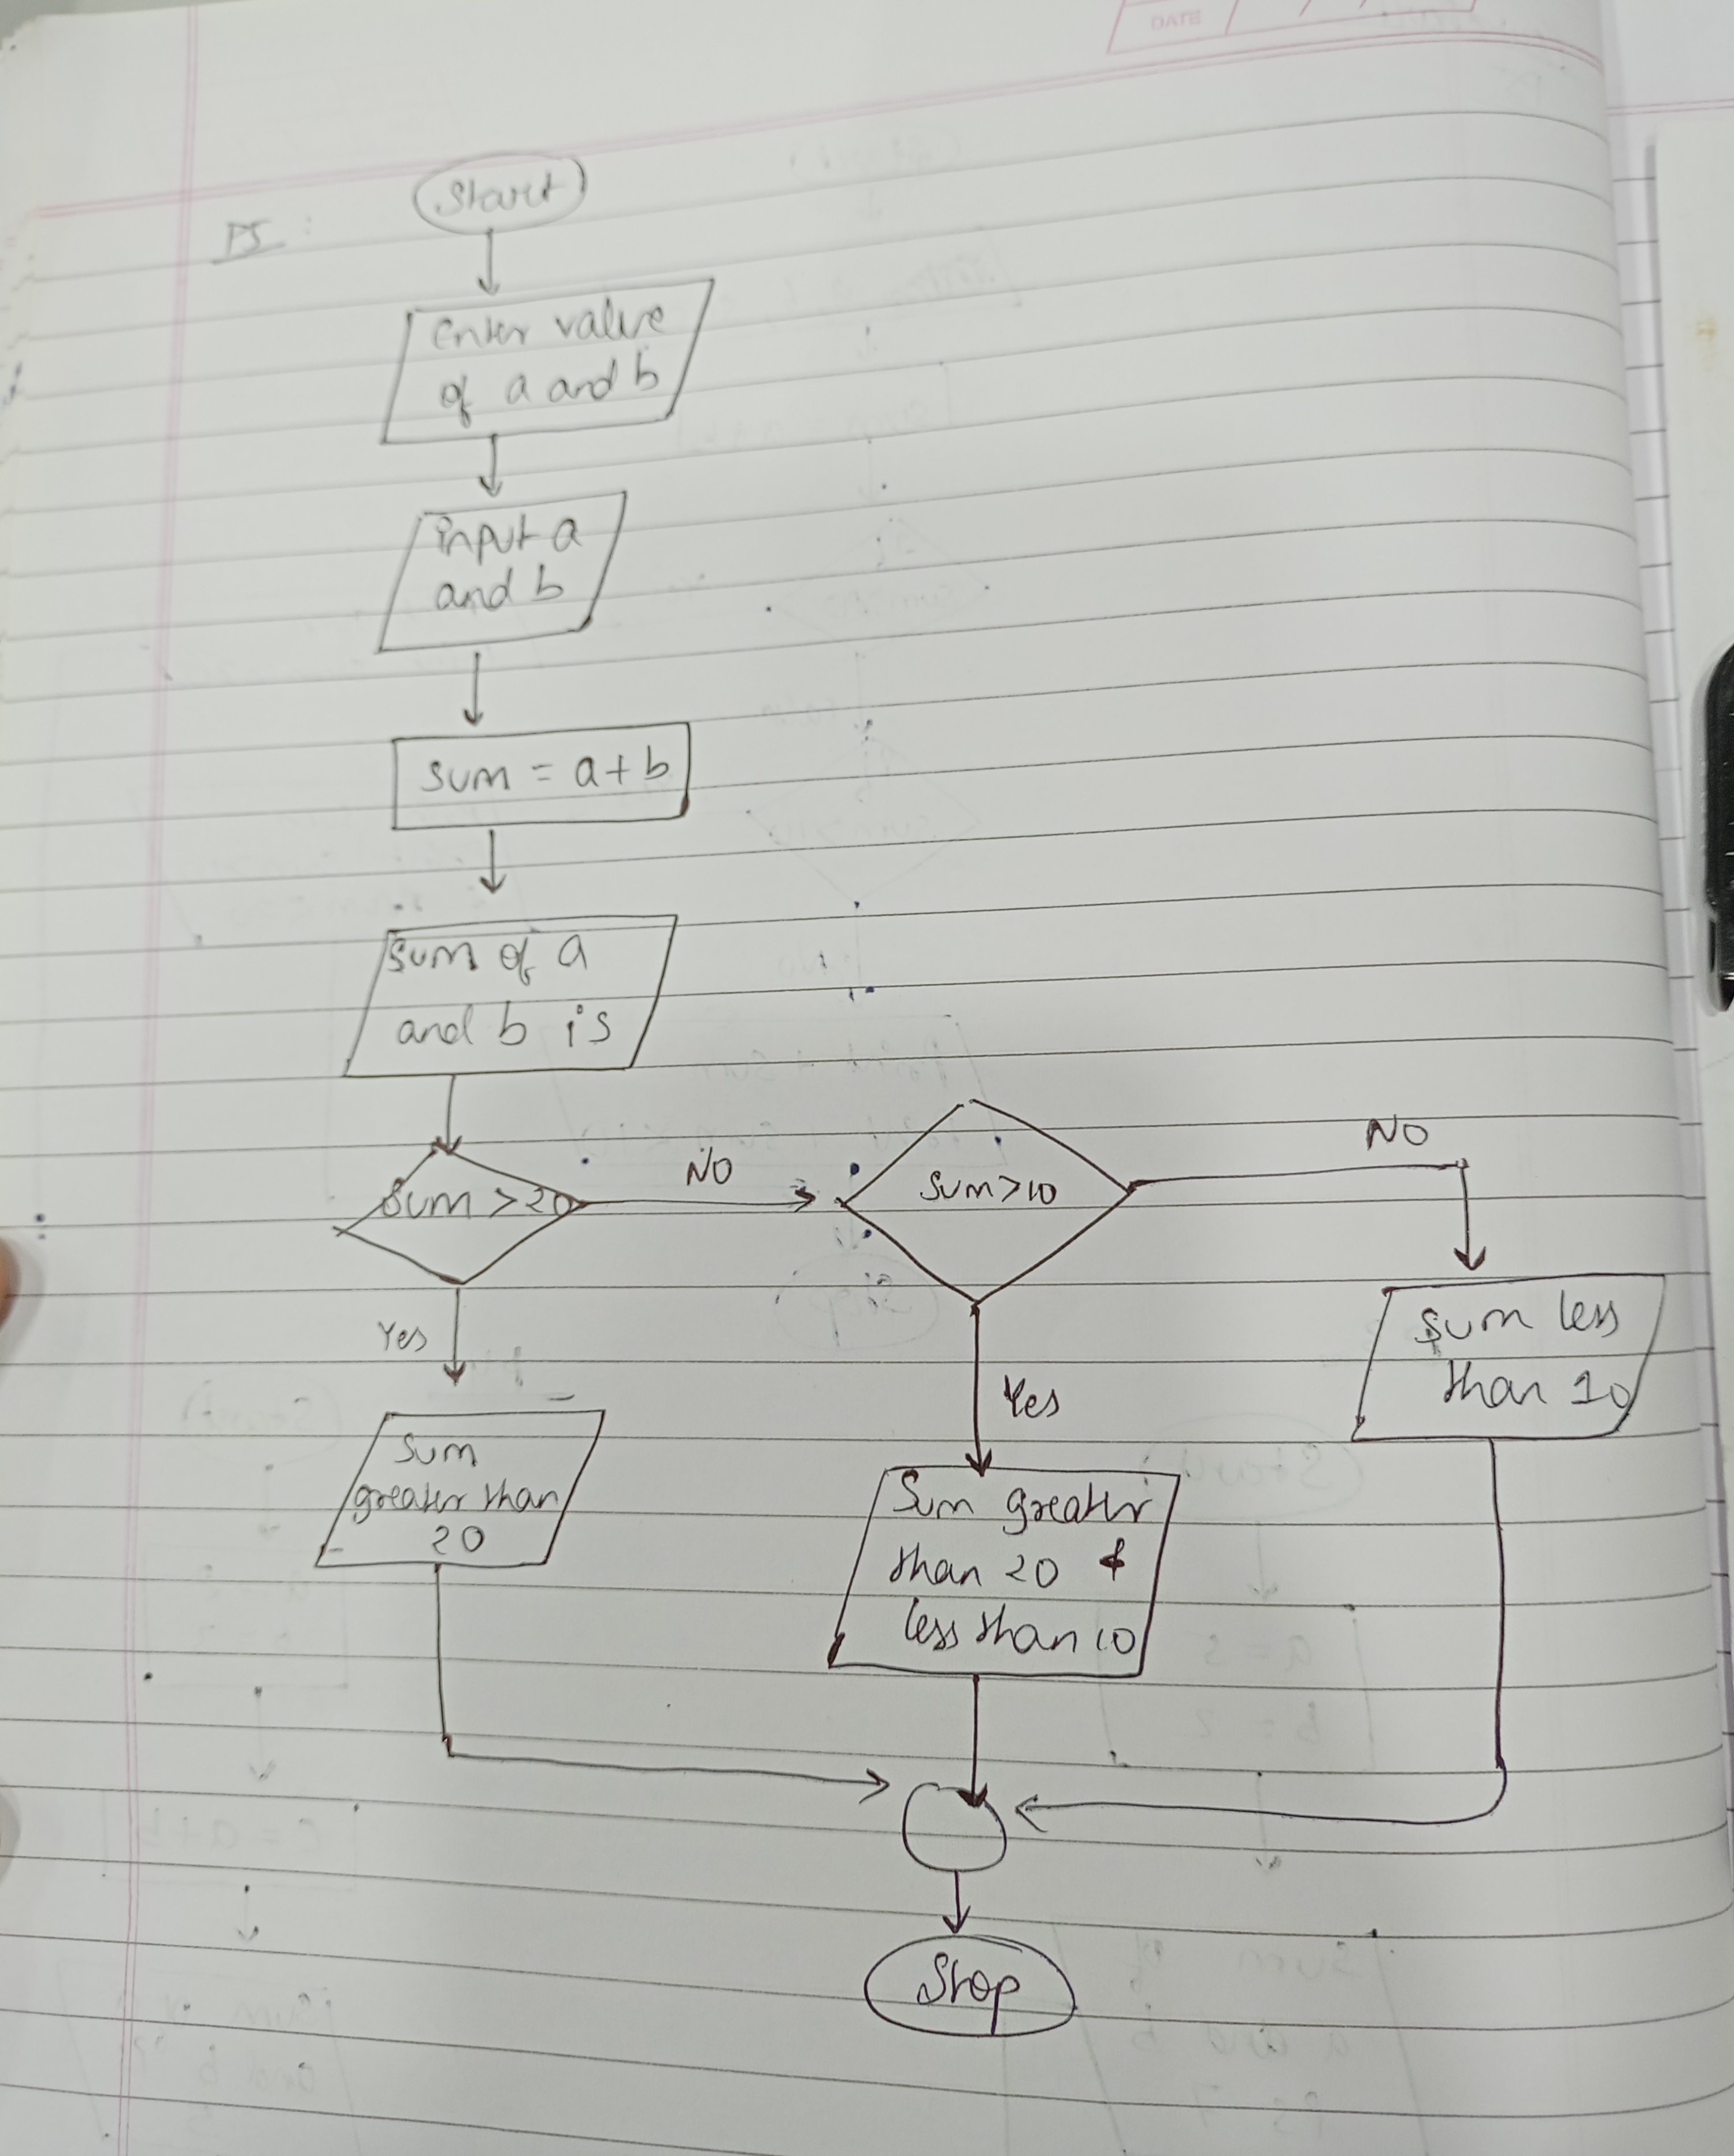 DATE
Start
enter value
of a and b
input a
and b
sum = a+b
sum of a
and b is
sum > 20
NO
sum>10
NO
Yes
sum
greater than
20
Yes
Sum greater
than 20 &
less than 10
sum less
than 10
Stop